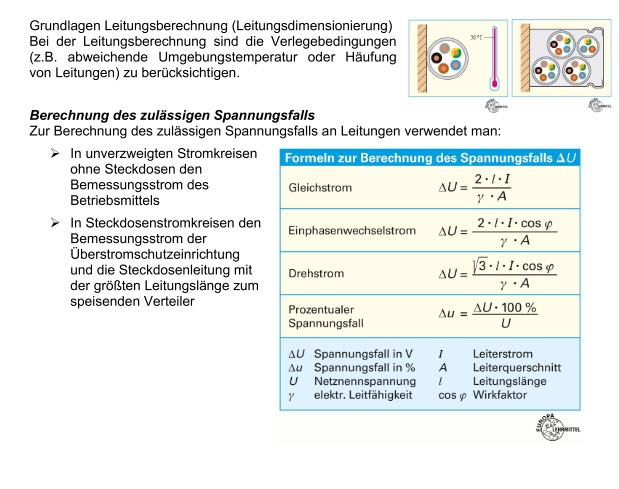 Grundlagen Leitungsberechnung (Leitungsdimensionierung)
Bei der Leitungsberechnung sind die Verlegebedingungen
(z.B. abweichende Umgebungstemperatur oder Häufung
von Leitungen) zu berücksichtigen.
30 °C
Berechnung des zulässigen Spannungsfalls
Zur Berechnung des zulässigen Spannungsfalls an Leitungen verwendet man:
➢ In unverzweigten Stromkreisen
ohne Steckdosen den
Bemessungsstrom des
Betriebsmittels
➢ In Steckdosenstromkreisen den
Bemessungsstrom der
Überstromschutzeinrichtung
und die Steckdosenleitung mit
der größten Leitungslänge zum
speisenden Verteiler
Formeln zur Berechnung des Spannungsfalls ΔU
Gleichstrom ΔU = 2 · l · I / γ · A
Einphasenwechselstrom ΔU = 2 · l · I · cos φ / γ · A
Drehstrom ΔU = √3 · l · I · cos φ / γ · A
Prozentualer
Spannungsfall Δu = ΔU · 100 % / U
ΔU Spannungsfall in V I Leiterstrom
Δu Spannungsfall in % A Leiterquerschnitt
U Netznennspannung l Leitungslänge
γ elektr. Leitfähigkeit cos φ Wirkfaktor
EUROPA
LEHRMITTEL